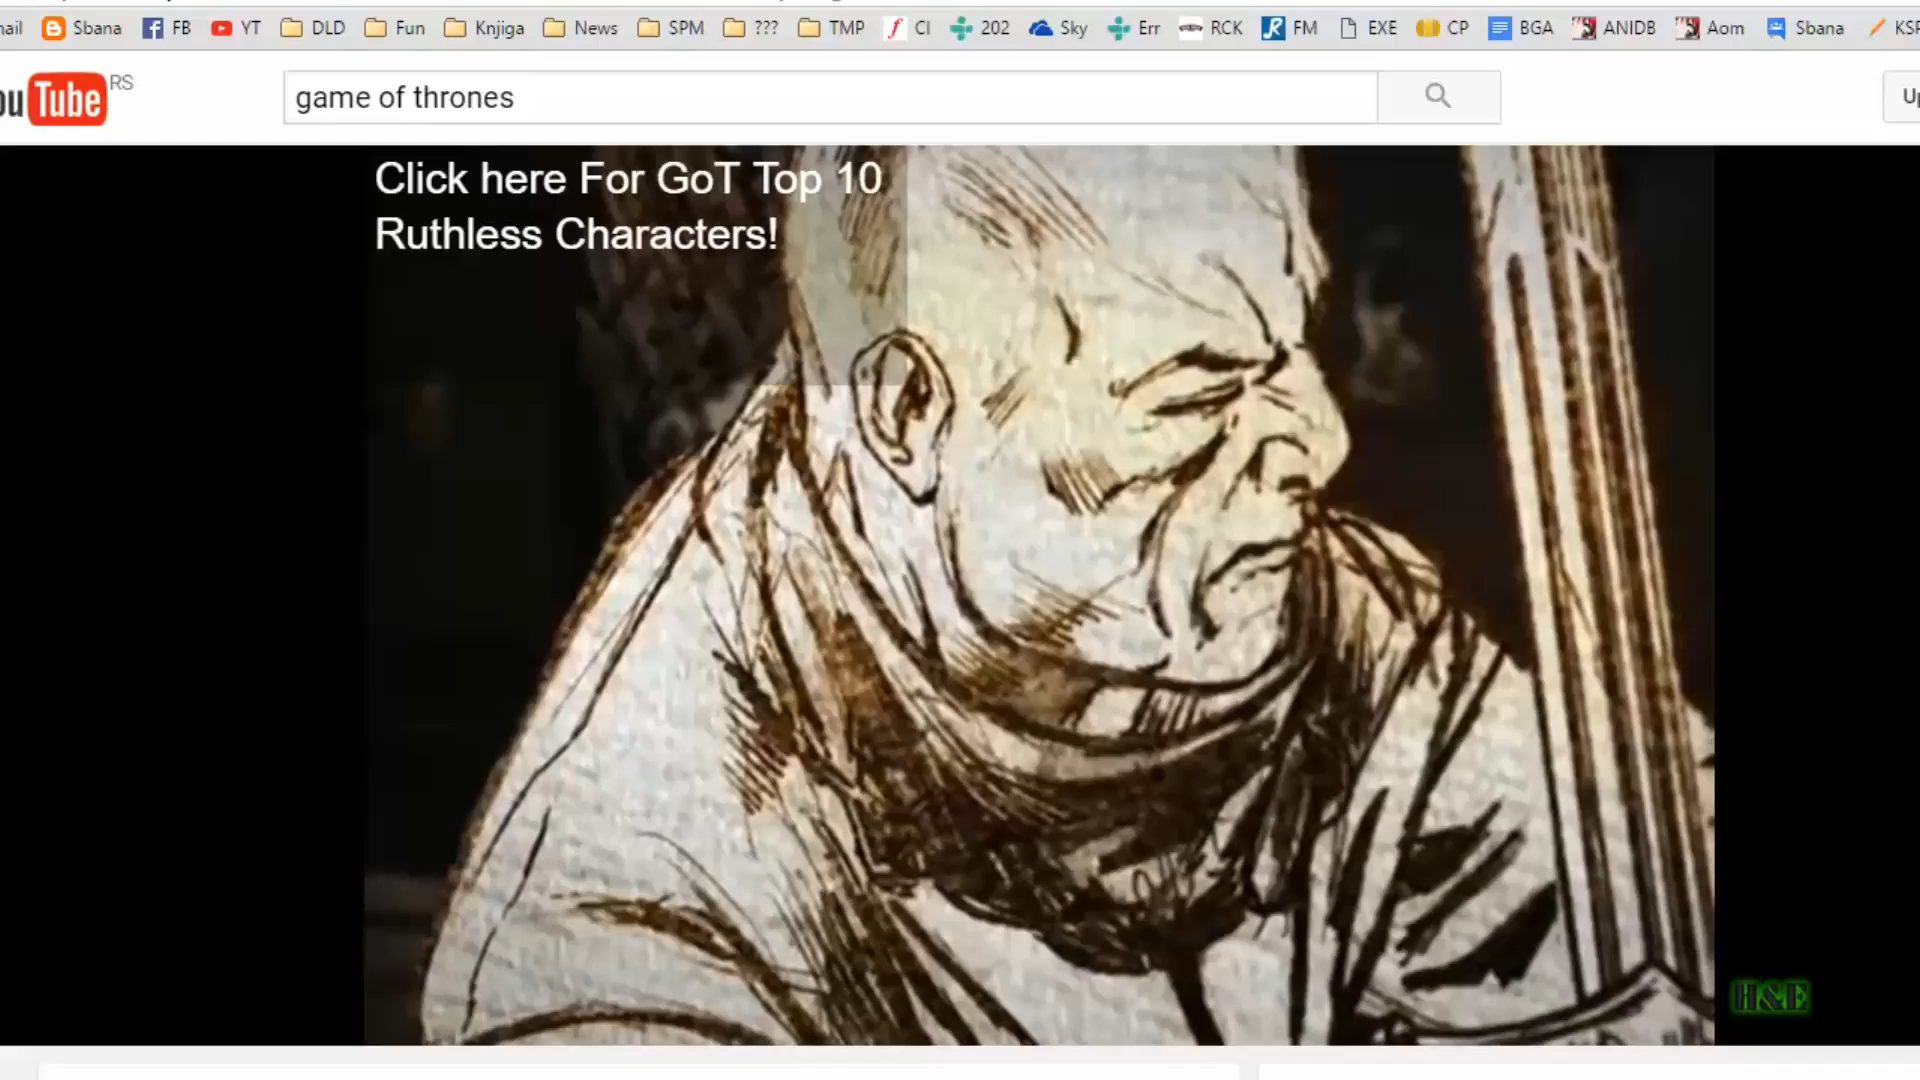 ail Sbana FB YT DLD Fun Knjiga News SPM ??? TMP CI 202 Sky Err RCK FM EXE CP BGA ANIDB Aom Sbana KSP
ouTube RS
game of thrones
Up
Click here For GoT Top 10
Ruthless Characters!
H&E